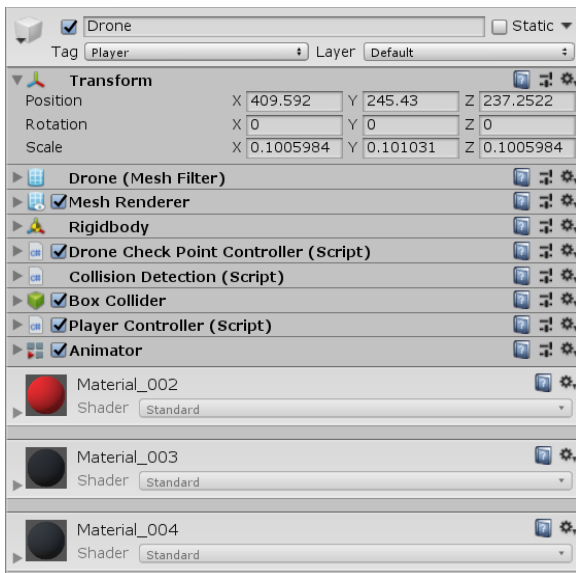 Drone Static
Tag Player Layer Default
Transform
Position X 409.592 Y 245.43 Z 237.2522
Rotation X 0 Y 0 Z 0
Scale X 0.1005984 Y 0.101031 Z 0.1005984
Drone (Mesh Filter)
Mesh Renderer
Rigidbody
c# Drone Check Point Controller (Script)
c# Collision Detection (Script)
Box Collider
c# Player Controller (Script)
Animator
Material_002
Shader Standard
Material_003
Shader Standard
Material_004
Shader Standard